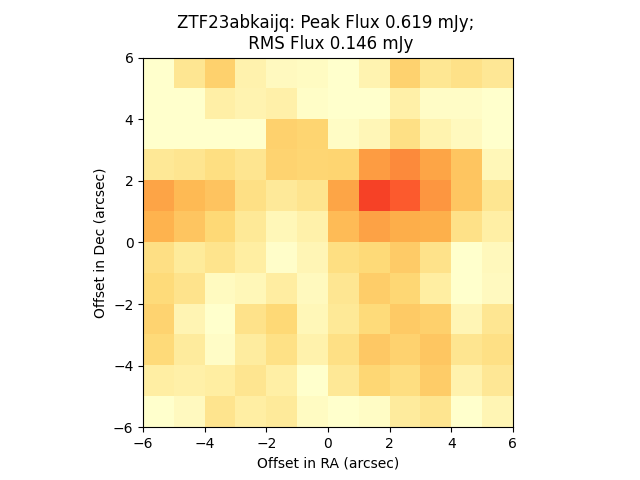 ZTF23abkaijq: Peak Flux 0.619 mJy;
RMS Flux 0.146 mJy
6
4
2
0
−2
−4
−6
Offset in Dec (arcsec)
−6 −4 −2 0 2 4 6
Offset in RA (arcsec)